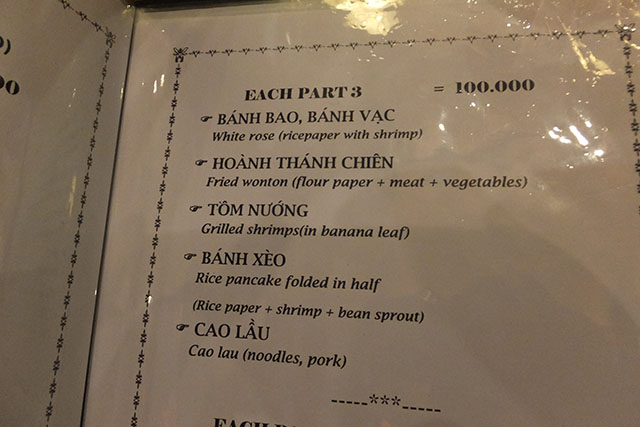 EACH PART 3 = 100.000
☞ BÁNH BAO, BÁNH VẠC
White rose (ricepaper with shrimp)
☞ HOÀNH THÁNH CHIÊN
Fried wonton (flour paper + meat + vegetables)
☞ TÔM NƯỚNG
Grilled shrimps(in banana leaf)
☞ BÁNH XÈO
Rice pancake folded in half
(Rice paper + shrimp + bean sprout)
☞ CAO LẦU
Cao lau (noodles, pork)
-----***-----
EACH